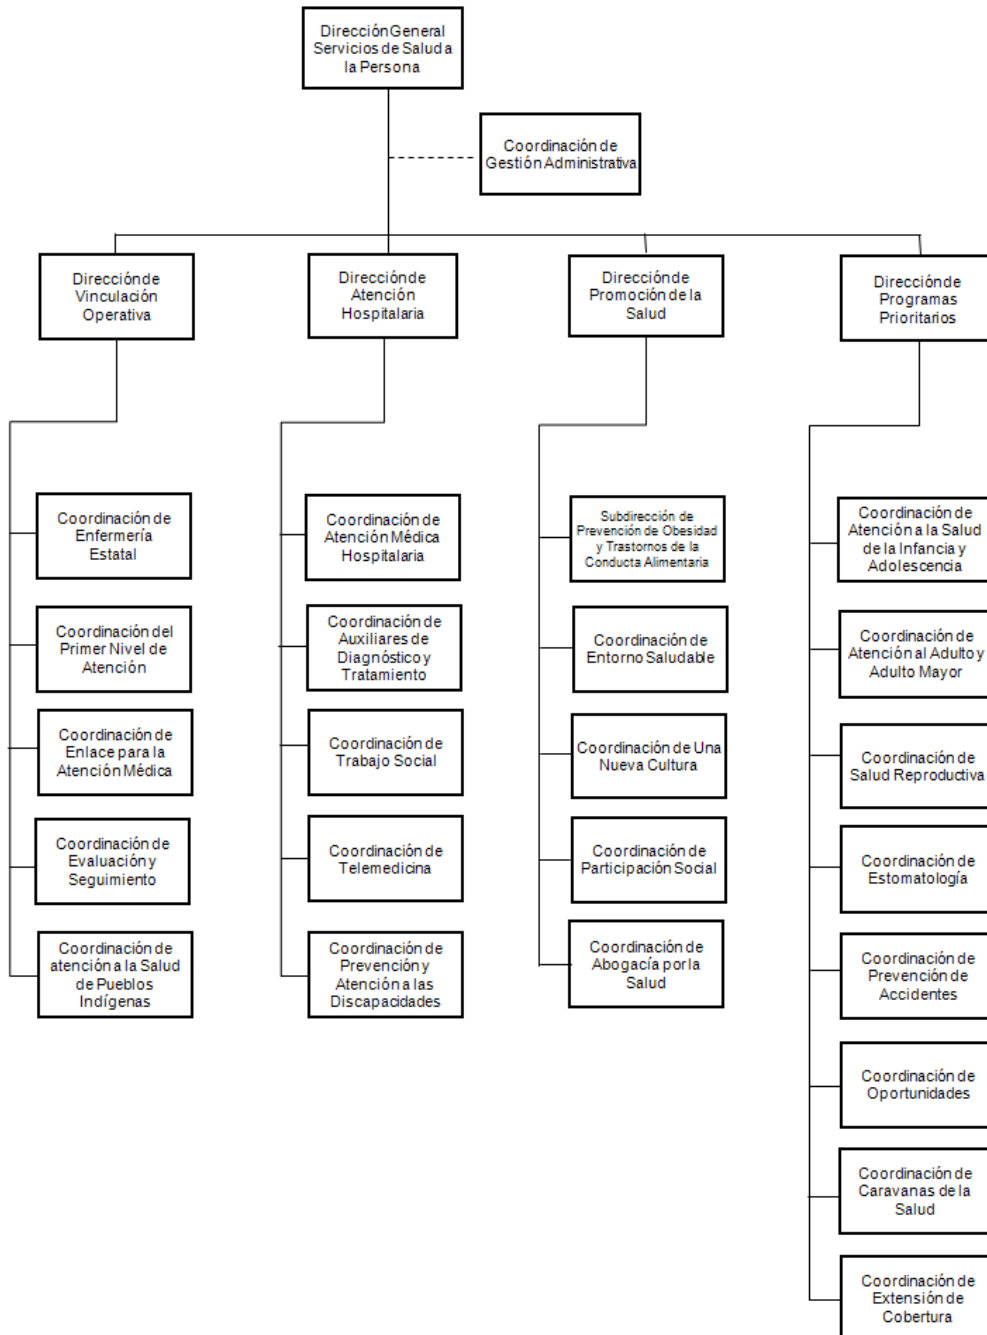 Dirección General
Servicios de Salud a
la Persona
Coordinación de
Gestión Administrativa
Dirección de
Vinculación
Operativa
Dirección de
Atención
Hospitalaria
Dirección de
Promoción de la
Salud
Dirección de
Programas
Prioritarios
Coordinación de
Enfermería
Estatal
Coordinación del
Primer Nivel de
Atención
Coordinación de
Enlace para la
Atención Médica
Coordinación de
Evaluación y
Seguimiento
Coordinación de
atención a la Salud
de Pueblos
Indígenas
Coordinación de
Atención Médica
Hospitalaria
Coordinación de
Auxiliares de
Diagnóstico y
Tratamiento
Coordinación de
Trabajo Social
Coordinación de
Telemedicina
Coordinación de
Prevención y
Atención a las
Discapacidades
Subdirección de
Prevención de Obesidad
y Trastornos de la
Conducta Alimentaria
Coordinación de
Entorno Saludable
Coordinación de Una
Nueva Cultura
Coordinación de
Participación Social
Coordinación de
Abogacía por la
Salud
Coordinación de
Atención a la Salud
de la Infancia y
Adolescencia
Coordinación de
Atención al Adulto y
Adulto Mayor
Coordinación de
Salud Reproductiva
Coordinación de
Estomatología
Coordinación de
Prevención de
Accidentes
Coordinación de
Oportunidades
Coordinación de
Caravanas de la
Salud
Coordinación de
Extensión de
Cobertura